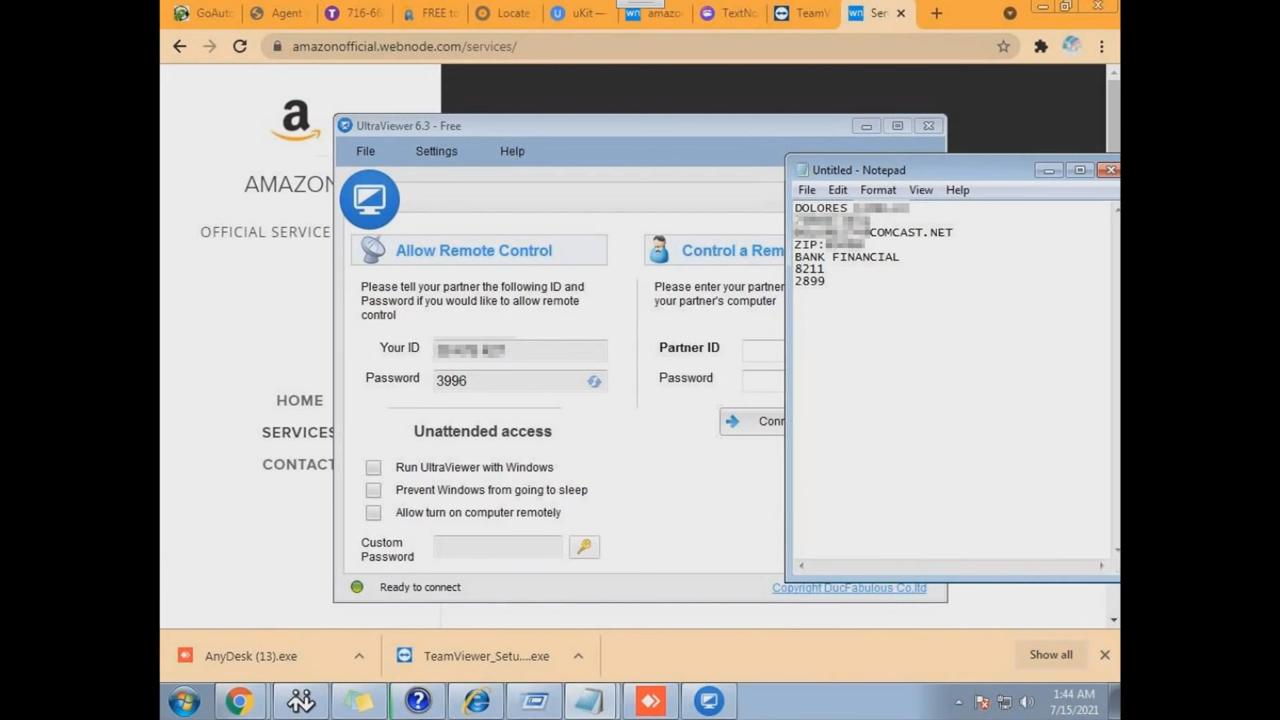 GoAuto
Agent
716-66
FREE to
Locate
uKit —
amazo
TextNo
TeamV
Ser
amazonofficial.webnode.com/services/
a
AMAZON
OFFICIAL SERVICE
HOME
SERVICES
CONTACT
UltraViewer 6.3 - Free
File Settings Help
Allow Remote Control
Please tell your partner the following ID and
Password if you would like to allow remote
control
Your ID
Password 3996
Unattended access
Run UltraViewer with Windows
Prevent Windows from going to sleep
Allow turn on computer remotely
Custom
Password
Ready to connect
Control a Rem
Please enter your partner
your partner's computer
Partner ID
Password
Conn
Copyright DucFabulous Co,ltd
Untitled - Notepad
File Edit Format View Help
DOLORES
COMCAST.NET
ZIP:
BANK FINANCIAL
8211
2899
AnyDesk (13).exe
TeamViewer_Setu....exe
Show all
1:44 AM
7/15/2021